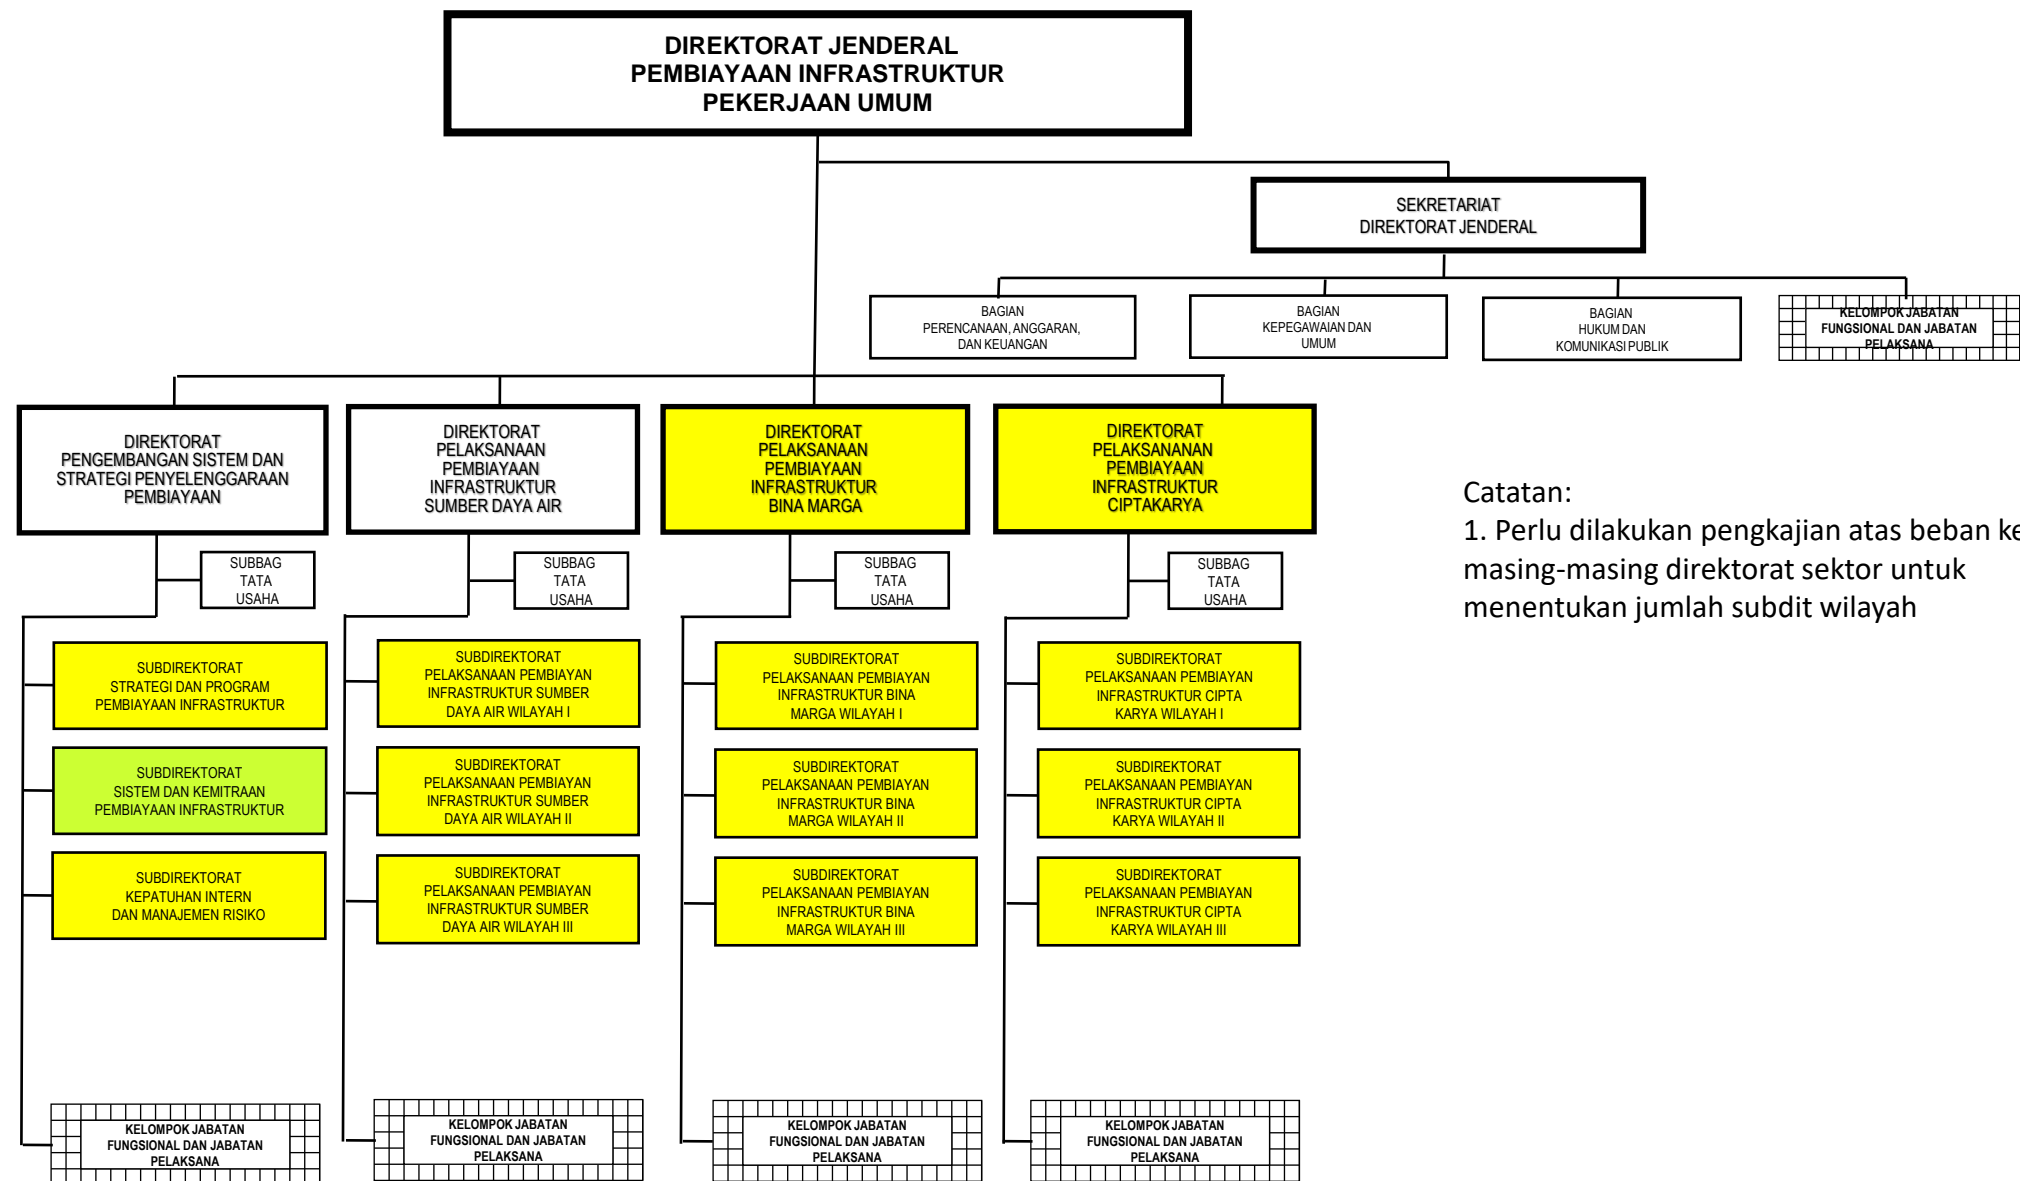 DIREKTORAT JENDERAL
PEMBIAYAAN INFRASTRUKTUR
PEKERJAAN UMUM
SEKRETARIAT
DIREKTORAT JENDERAL
BAGIAN
PERENCANAAN, ANGGARAN,
DAN KEUANGAN
BAGIAN
KEPEGAWAIAN DAN
UMUM
BAGIAN
HUKUM DAN
KOMUNIKASI PUBLIK
KELOMPOK JABATAN
FUNGSIONAL DAN JABATAN
PELAKSANA
DIREKTORAT
PENGEMBANGAN SISTEM DAN
STRATEGI PENYELENGGARAAN
PEMBIAYAAN
DIREKTORAT
PELAKSANAAN
PEMBIAYAAN
INFRASTRUKTUR
SUMBER DAYA AIR
DIREKTORAT
PELAKSANAAN
PEMBIAYAAN
INFRASTRUKTUR
BINA MARGA
DIREKTORAT
PELAKSANANAN
PEMBIAYAAN
INFRASTRUKTUR
CIPTAKARYA
Catatan:
1. Perlu dilakukan pengkajian atas beban
masing-masing direktorat sektor untuk
menentukan jumlah subdit wilayah
SUBBAG
TATA
USAHA
SUBBAG
TATA
USAHA
SUBBAG
TATA
USAHA
SUBBAG
TATA
USAHA
SUBDIREKTORAT
STRATEGI DAN PROGRAM
PEMBIAYAAN INFRASTRUKTUR
SUBDIREKTORAT
PELAKSANAAN PEMBIAYAN
INFRASTRUKTUR SUMBER
DAYA AIR WILAYAH I
SUBDIREKTORAT
PELAKSANAAN PEMBIAYAN
INFRASTRUKTUR BINA
MARGA WILAYAH I
SUBDIREKTORAT
PELAKSANAAN PEMBIAYAN
INFRASTRUKTUR CIPTA
KARYA WILAYAH I
SUBDIREKTORAT
SISTEM DAN KEMITRAAN
PEMBIAYAAN INFRASTRUKTUR
SUBDIREKTORAT
PELAKSANAAN PEMBIAYAN
INFRASTRUKTUR SUMBER
DAYA AIR WILAYAH II
SUBDIREKTORAT
PELAKSANAAN PEMBIAYAN
INFRASTRUKTUR BINA
MARGA WILAYAH II
SUBDIREKTORAT
PELAKSANAAN PEMBIAYAN
INFRASTRUKTUR CIPTA
KARYA WILAYAH II
SUBDIREKTORAT
KEPATUHAN INTERN
DAN MANAJEMEN RISIKO
SUBDIREKTORAT
PELAKSANAAN PEMBIAYAN
INFRASTRUKTUR SUMBER
DAYA AIR WILAYAH III
SUBDIREKTORAT
PELAKSANAAN PEMBIAYAN
INFRASTRUKTUR BINA
MARGA WILAYAH III
SUBDIREKTORAT
PELAKSANAAN PEMBIAYAN
INFRASTRUKTUR CIPTA
KARYA WILAYAH III
KELOMPOK JABATAN
FUNGSIONAL DAN JABATAN
PELAKSANA
KELOMPOK JABATAN
FUNGSIONAL DAN JABATAN
PELAKSANA
KELOMPOK JABATAN
FUNGSIONAL DAN JABATAN
PELAKSANA
KELOMPOK JABATAN
FUNGSIONAL DAN JABATAN
PELAKSANA